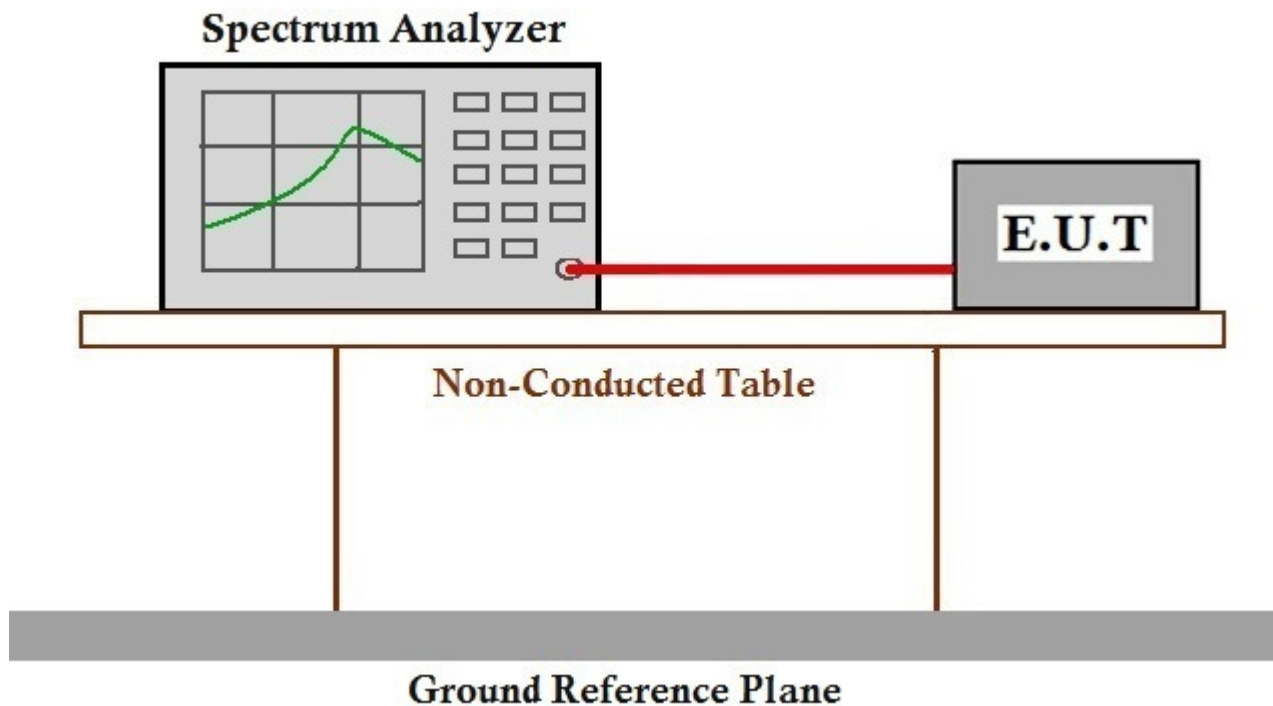 Spectrum Analyzer
E.U.T
Non-Conducted Table
Ground Reference Plane